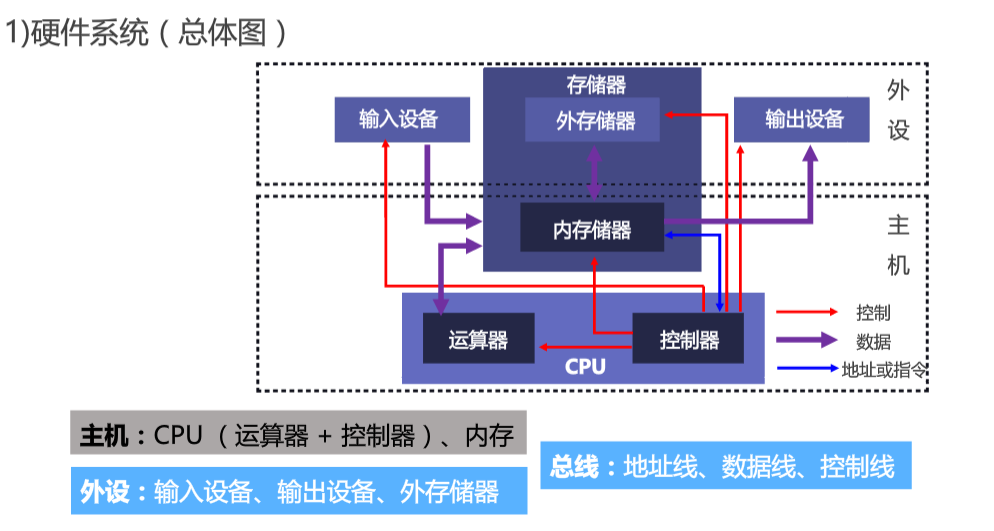 1)硬件系统（总体图）
存储器
外设
输入设备
外存储器
输出设备
内存储器
主机
控制
数据
地址或指令
运算器
控制器
CPU
主机：CPU （运算器 + 控制器）、内存
总线：地址线、数据线、控制线
外设：输入设备、输出设备、外存储器